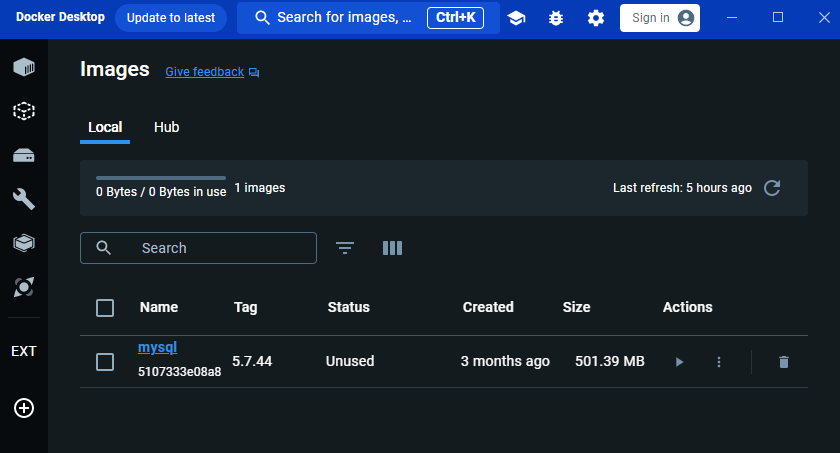 Docker Desktop Update to latest Search for images, ... Ctrl+K Sign in
Images Give feedback
Local Hub
0 Bytes / 0 Bytes in use 1 images Last refresh: 5 hours ago
Search
Name Tag Status Created Size Actions
mysql 5.7.44 Unused 3 months ago 501.39 MB
5107333e08a8
EXT